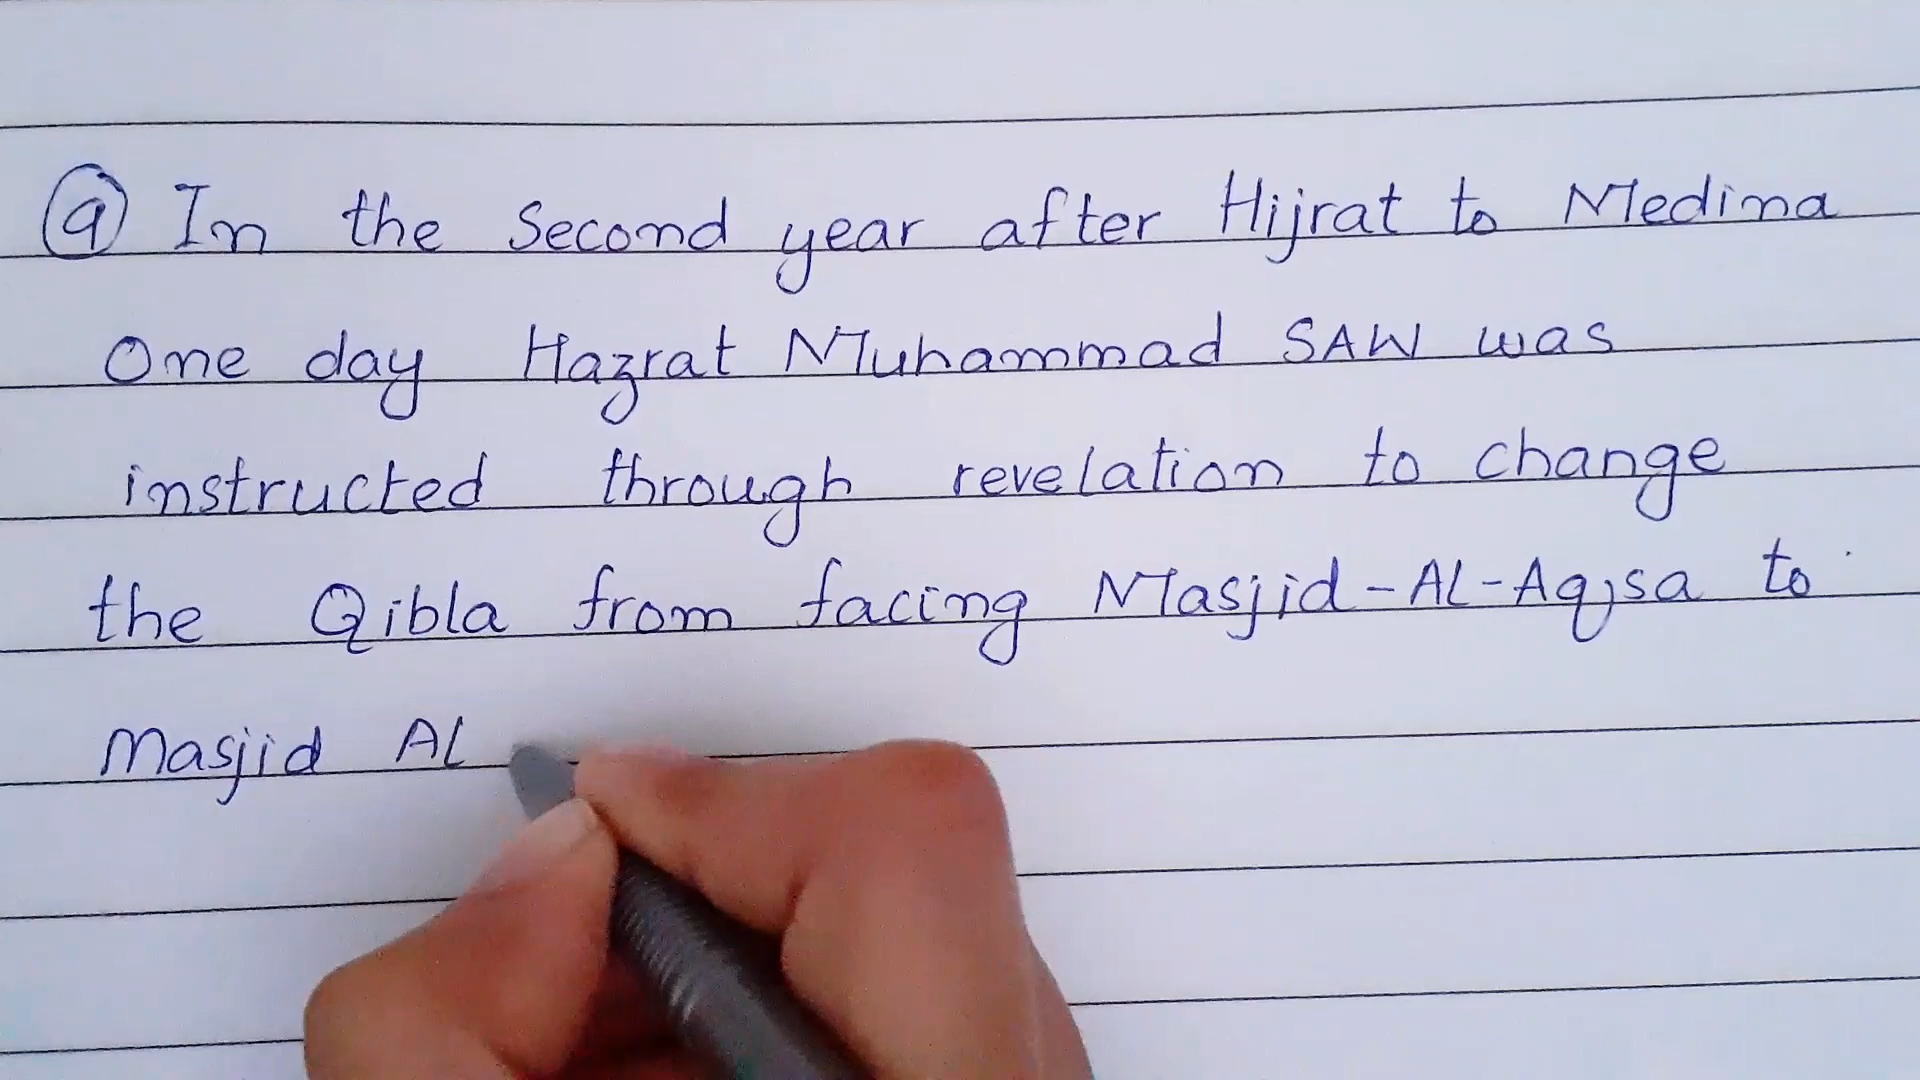 9 In the Second year after Hijrat to Medina
One day Hazrat Muhammad SAW was
instructed through revelation to change
the Qibla from facing Masjid-Al-Aqsa to
Masjid Al